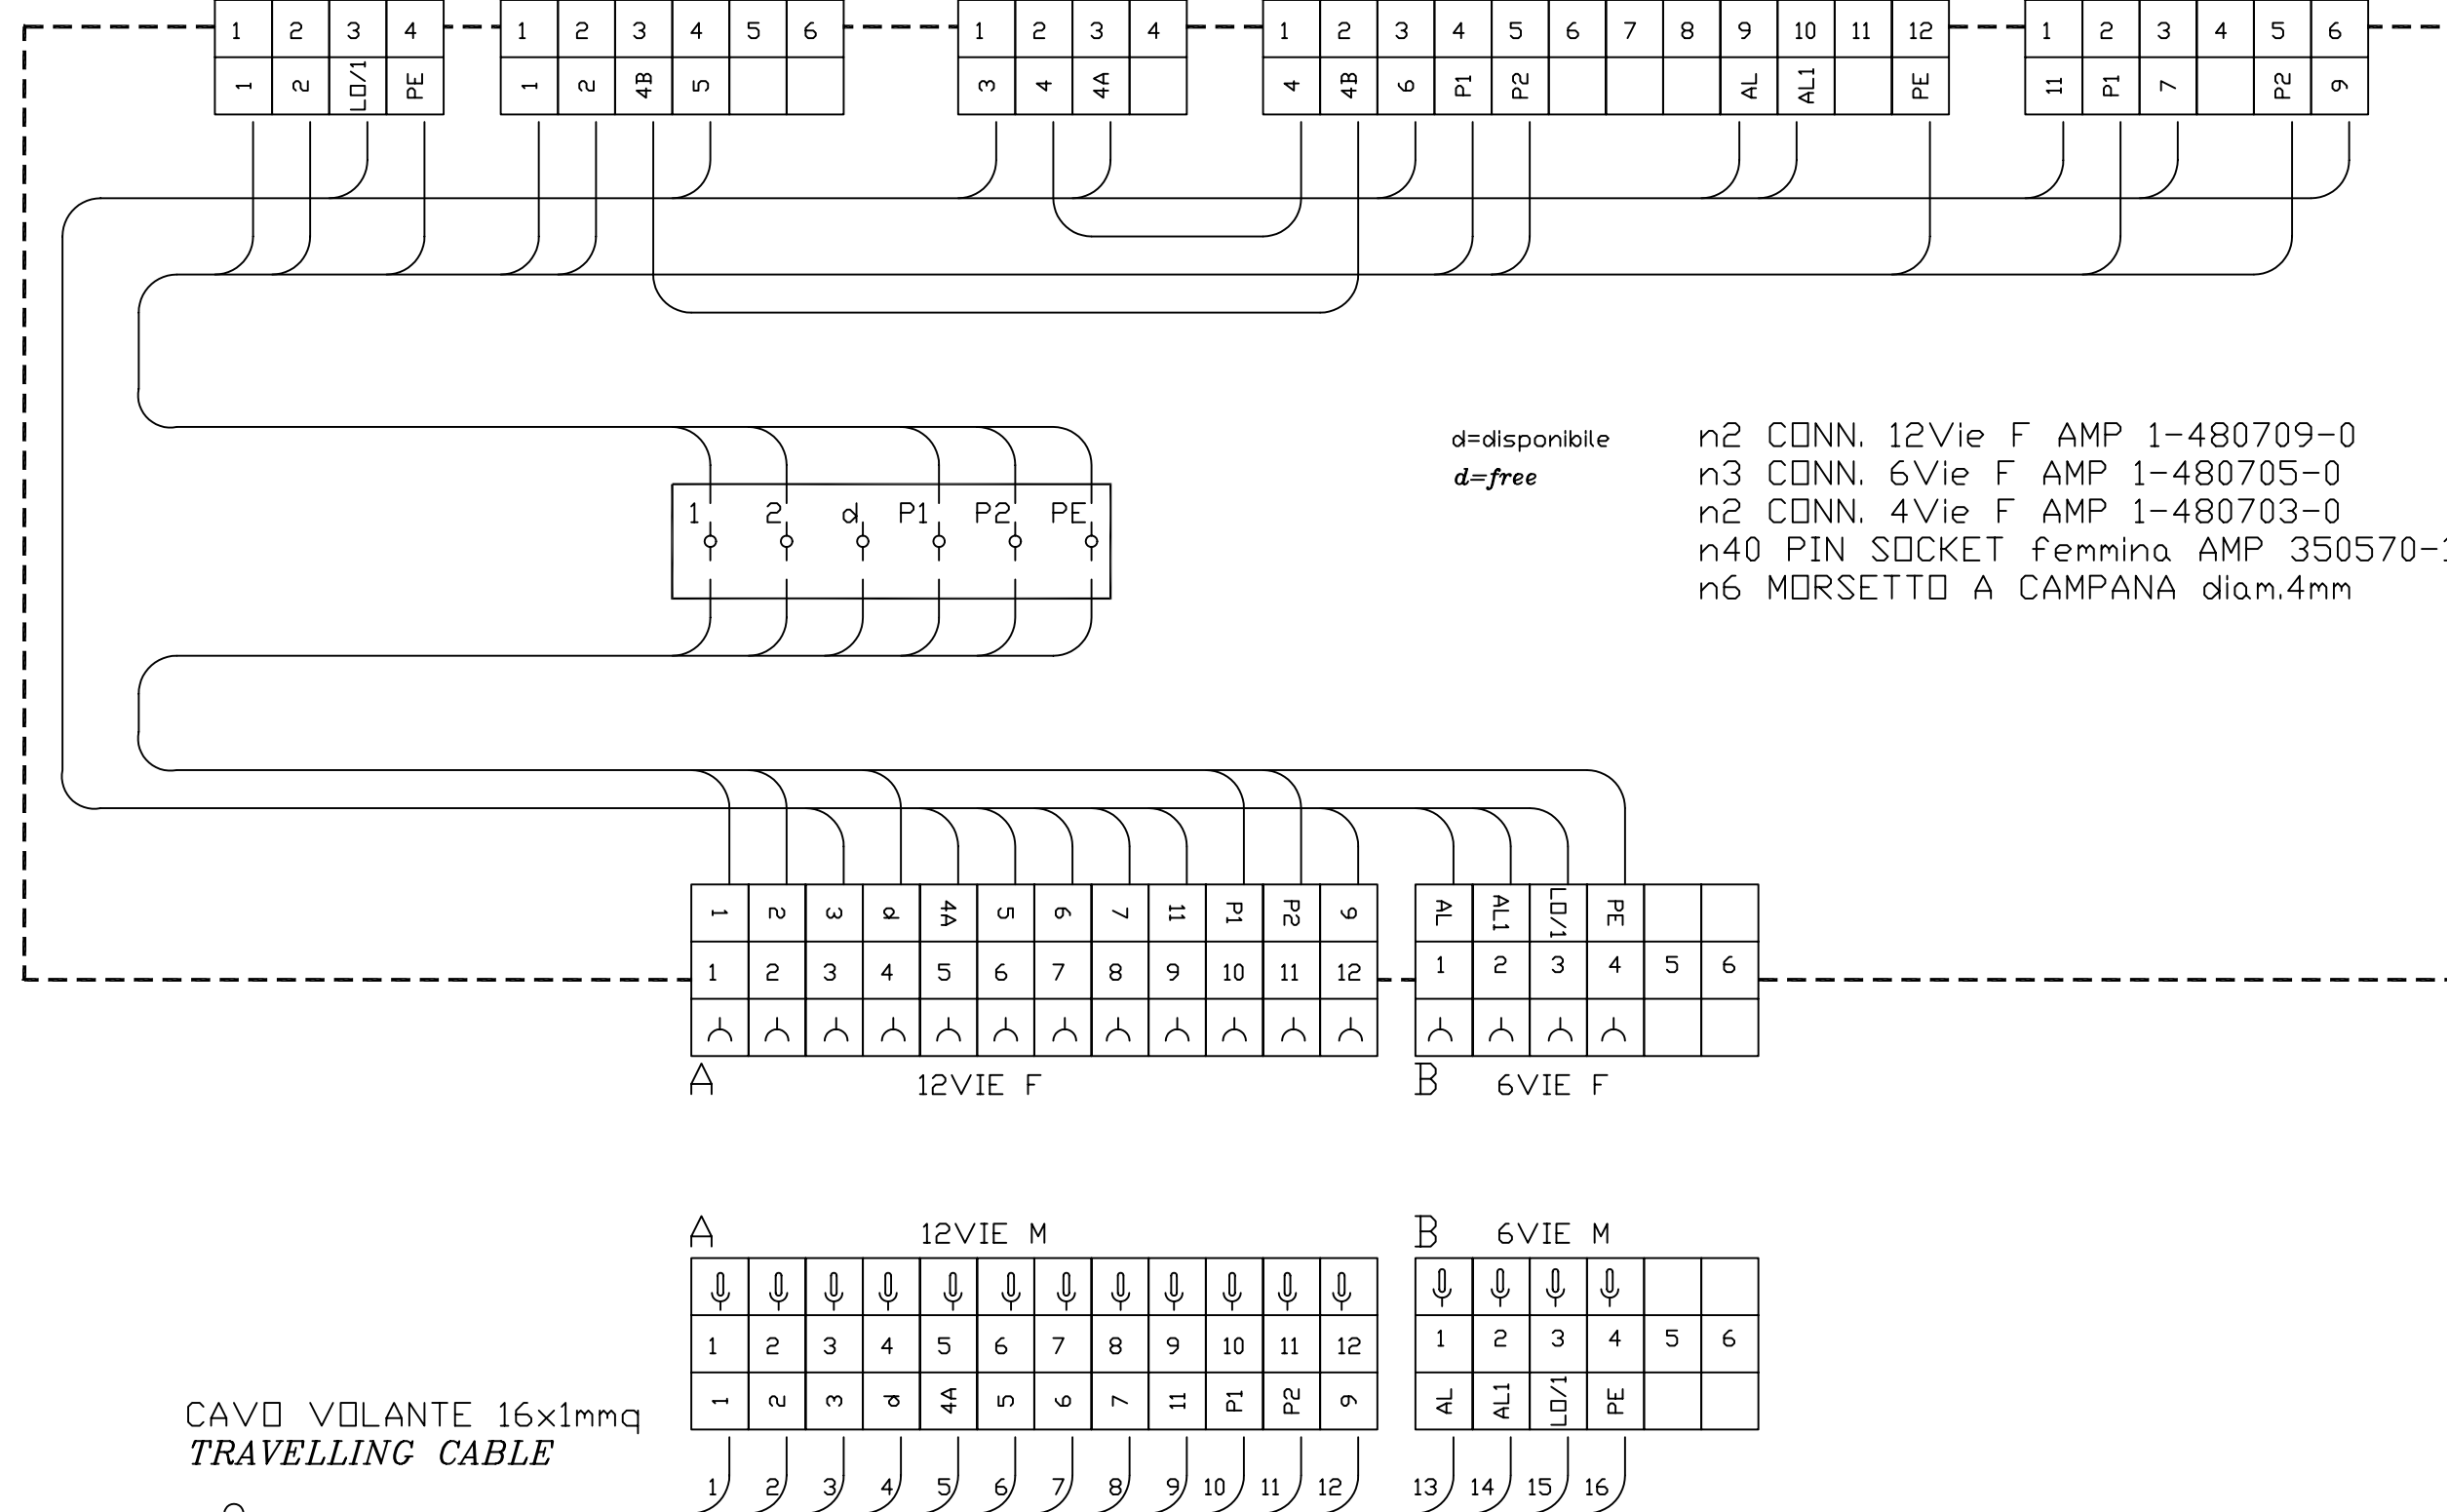 1 2 3 4 1 2 3 4 5 6 1 2 3 4 1 2 3 4 5 6 7 8 9 10 11 12 1 2 3 4 5 6
1 2 LO/1 PE 1 2 4B 5 3 4 4A 4 4B 6 P1 P2 AL AL1 PE 11 P1 7 P2 9
d=disponibile
d=free
n2 CONN. 12Vie F AMP 1-480709-0
n3 CONN. 6Vie F AMP 1-480705-0
n2 CONN. 4Vie F AMP 1-480703-0
n40 PIN SOCKET femmina AMP 350570-1
n6 MORSETTO A CAMPANA diam.4mm
1 2 d P1 P2 PE
1 2 3 d 4A 5 6 7 11 P1 P2 9 AL AL1 LO/1 PE
1 2 3 4 5 6 7 8 9 10 11 12 1 2 3 4 5 6
A 12VIE F B 6VIE F
A 12VIE M B 6VIE M
1 2 3 4 5 6 7 8 9 10 11 12 1 2 3 4 5 6
1 2 3 d 4A 5 6 7 11 P1 P2 9 AL AL1 LO/1 PE
CAVO VOLANTE 16x1mmq
TRAVELLING CABLE
1 2 3 4 5 6 7 8 9 10 11 12 13 14 15 16